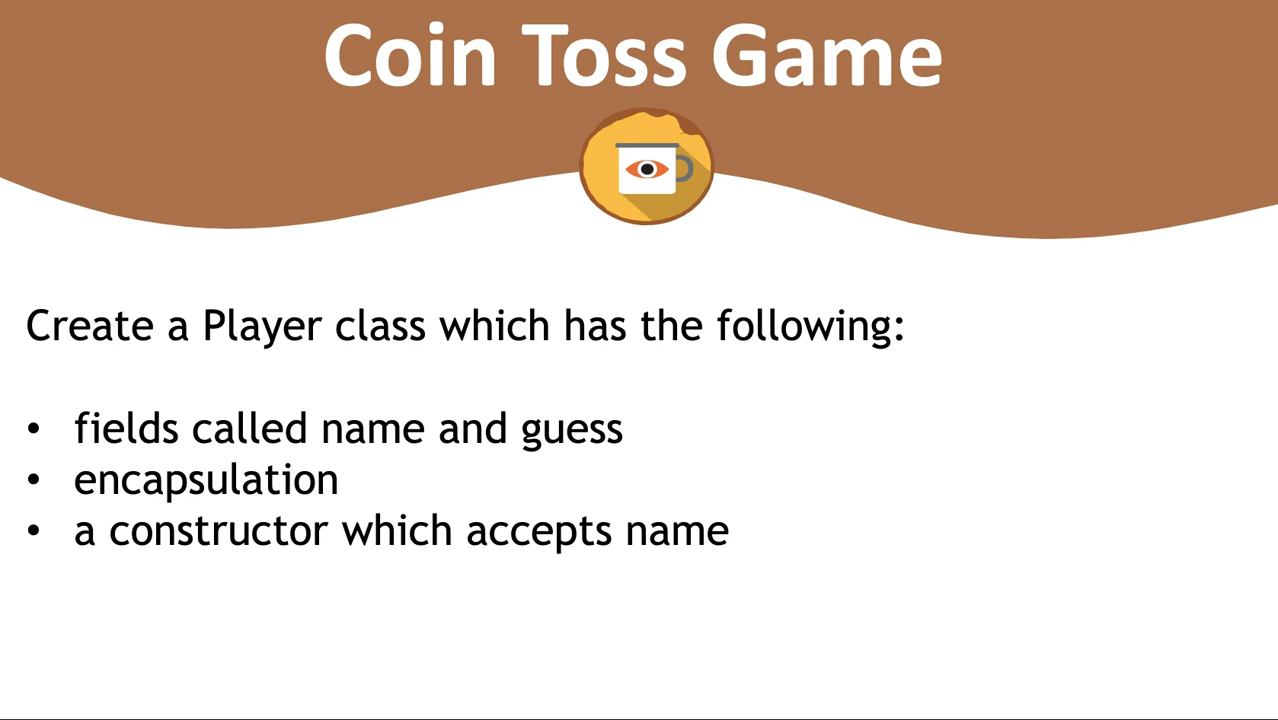 Coin Toss Game
Create a Player class which has the following:
• fields called name and guess
• encapsulation
• a constructor which accepts name